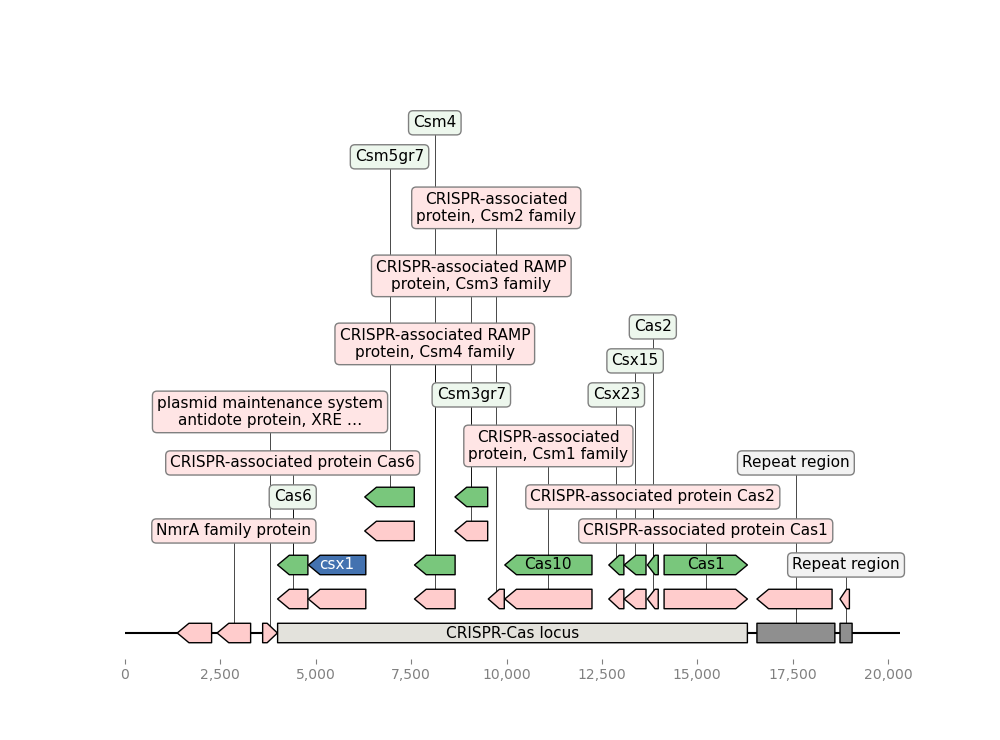 Csm4
Csm5gr7
CRISPR-associated
protein, Csm2 family
CRISPR-associated RAMP
protein, Csm3 family
CRISPR-associated RAMP
protein, Csm4 family
Cas2
Csx15
Csm3gr7
Csx23
plasmid maintenance system
antidote protein, XRE ...
CRISPR-associated
protein, Csm1 family
CRISPR-associated protein Cas6
Repeat region
Cas6
CRISPR-associated protein Cas2
NmrA family protein
CRISPR-associated protein Cas1
csx1
Cas10
Cas1
Repeat region
CRISPR-Cas locus
0 2,500 5,000 7,500 10,000 12,500 15,000 17,500 20,000